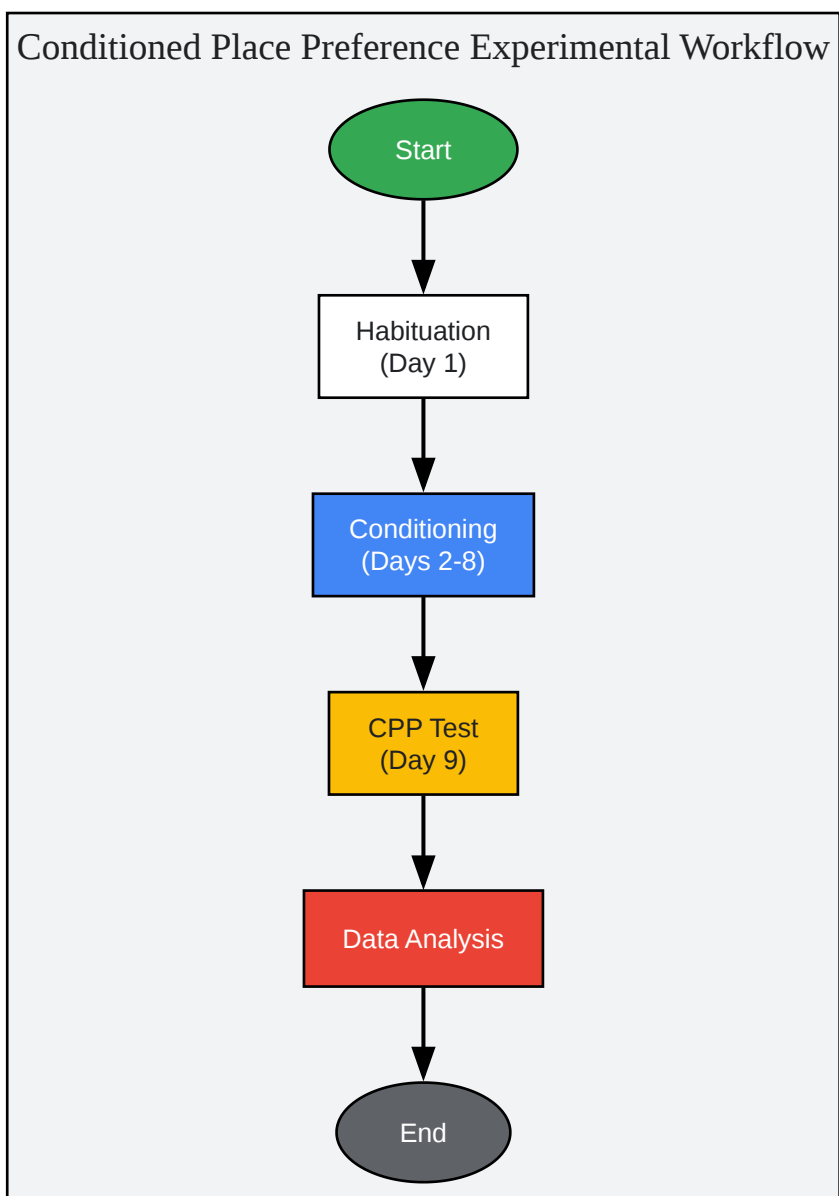 Conditioned Place Preference Experimental Workflow
Start
Habituation
(Day 1)
Conditioning
(Days 2-8)
CPP Test
(Day 9)
Data Analysis
End